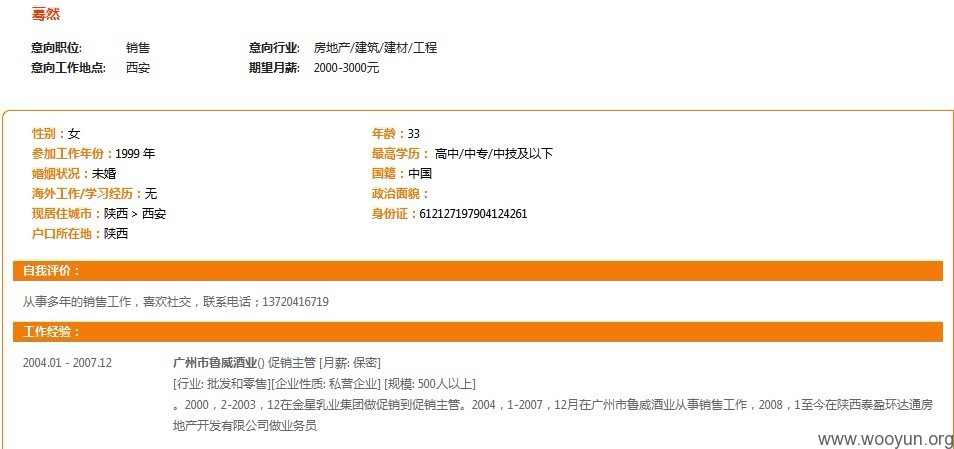 蓦然
意向职位: 销售 意向行业: 房地产/建筑/建材/工程
意向工作地点: 西安 期望月薪: 2000-3000元
性别：女 年龄：33
参加工作年份：1999 年 最高学历： 高中/中专/中技及以下
婚姻状况：未婚 国籍：中国
海外工作/学习经历：无 政治面貌：
现居住城市：陕西 > 西安 身份证：612127197904124261
户口所在地：陕西
自我评价：
从事多年的销售工作，喜欢社交，联系电话；13720416719
工作经验：
2004.01 - 2007.12 广州市鲁威酒业() 促销主管 [月薪: 保密]
[行业: 批发和零售][企业性质: 私营企业] [规模: 500人以上]
。2000，2-2003，12在金星乳业集团做促销到促销主管。2004，1-2007，12月在广州市鲁威酒业从事销售工作，2008，1至今在陕西泰盈环达通房
地产开发有限公司做业务员
www.wooyun.org